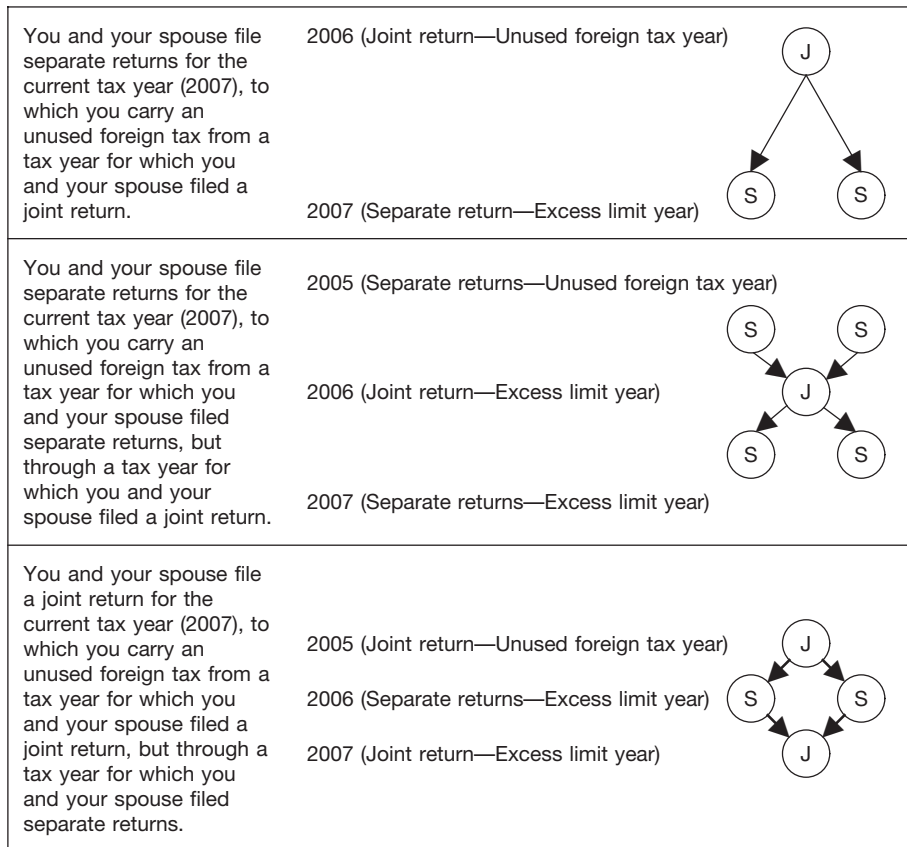 You and your spouse file
separate returns for the
current tax year (2007), to
which you carry an
unused foreign tax from a
tax year for which you
and your spouse filed a
joint return.
2006 (Joint return—Unused foreign tax year)
J
2007 (Separate return—Excess limit year)
S S
You and your spouse file
separate returns for the
current tax year (2007), to
which you carry an
unused foreign tax from a
tax year for which you
and your spouse filed
separate returns, but
through a tax year for
which you and your
spouse filed a joint return.
2005 (Separate returns—Unused foreign tax year)
S S
2006 (Joint return—Excess limit year)
J
S S
2007 (Separate returns—Excess limit year)
You and your spouse file
a joint return for the
current tax year (2007), to
which you carry an
unused foreign tax from a
tax year for which you
and your spouse filed a
joint return, but through a
tax year for which you
and your spouse filed
separate returns.
2005 (Joint return—Unused foreign tax year)
J
2006 (Separate returns—Excess limit year)
S S
2007 (Joint return—Excess limit year)
J